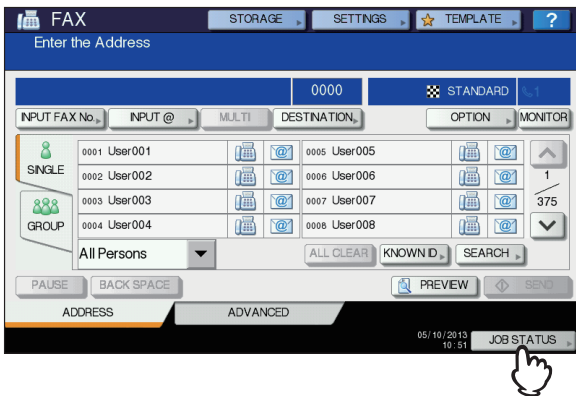 FAX STORAGE SETTINGS TEMPLATE ?
Enter the Address
0000 STANDARD 1
INPUT FAX No. INPUT @ MULTI DESTINATION OPTION MONITOR
SINGLE
GROUP
0001 User001 0005 User005
0002 User002 0006 User006
0003 User003 0007 User007
0004 User004 0008 User008
1
375
All Persons ALL CLEAR KNOWN ID SEARCH
PAUSE BACK SPACE PREVIEW SEND
ADDRESS ADVANCED
05/10/2013
10:51
JOB STATUS